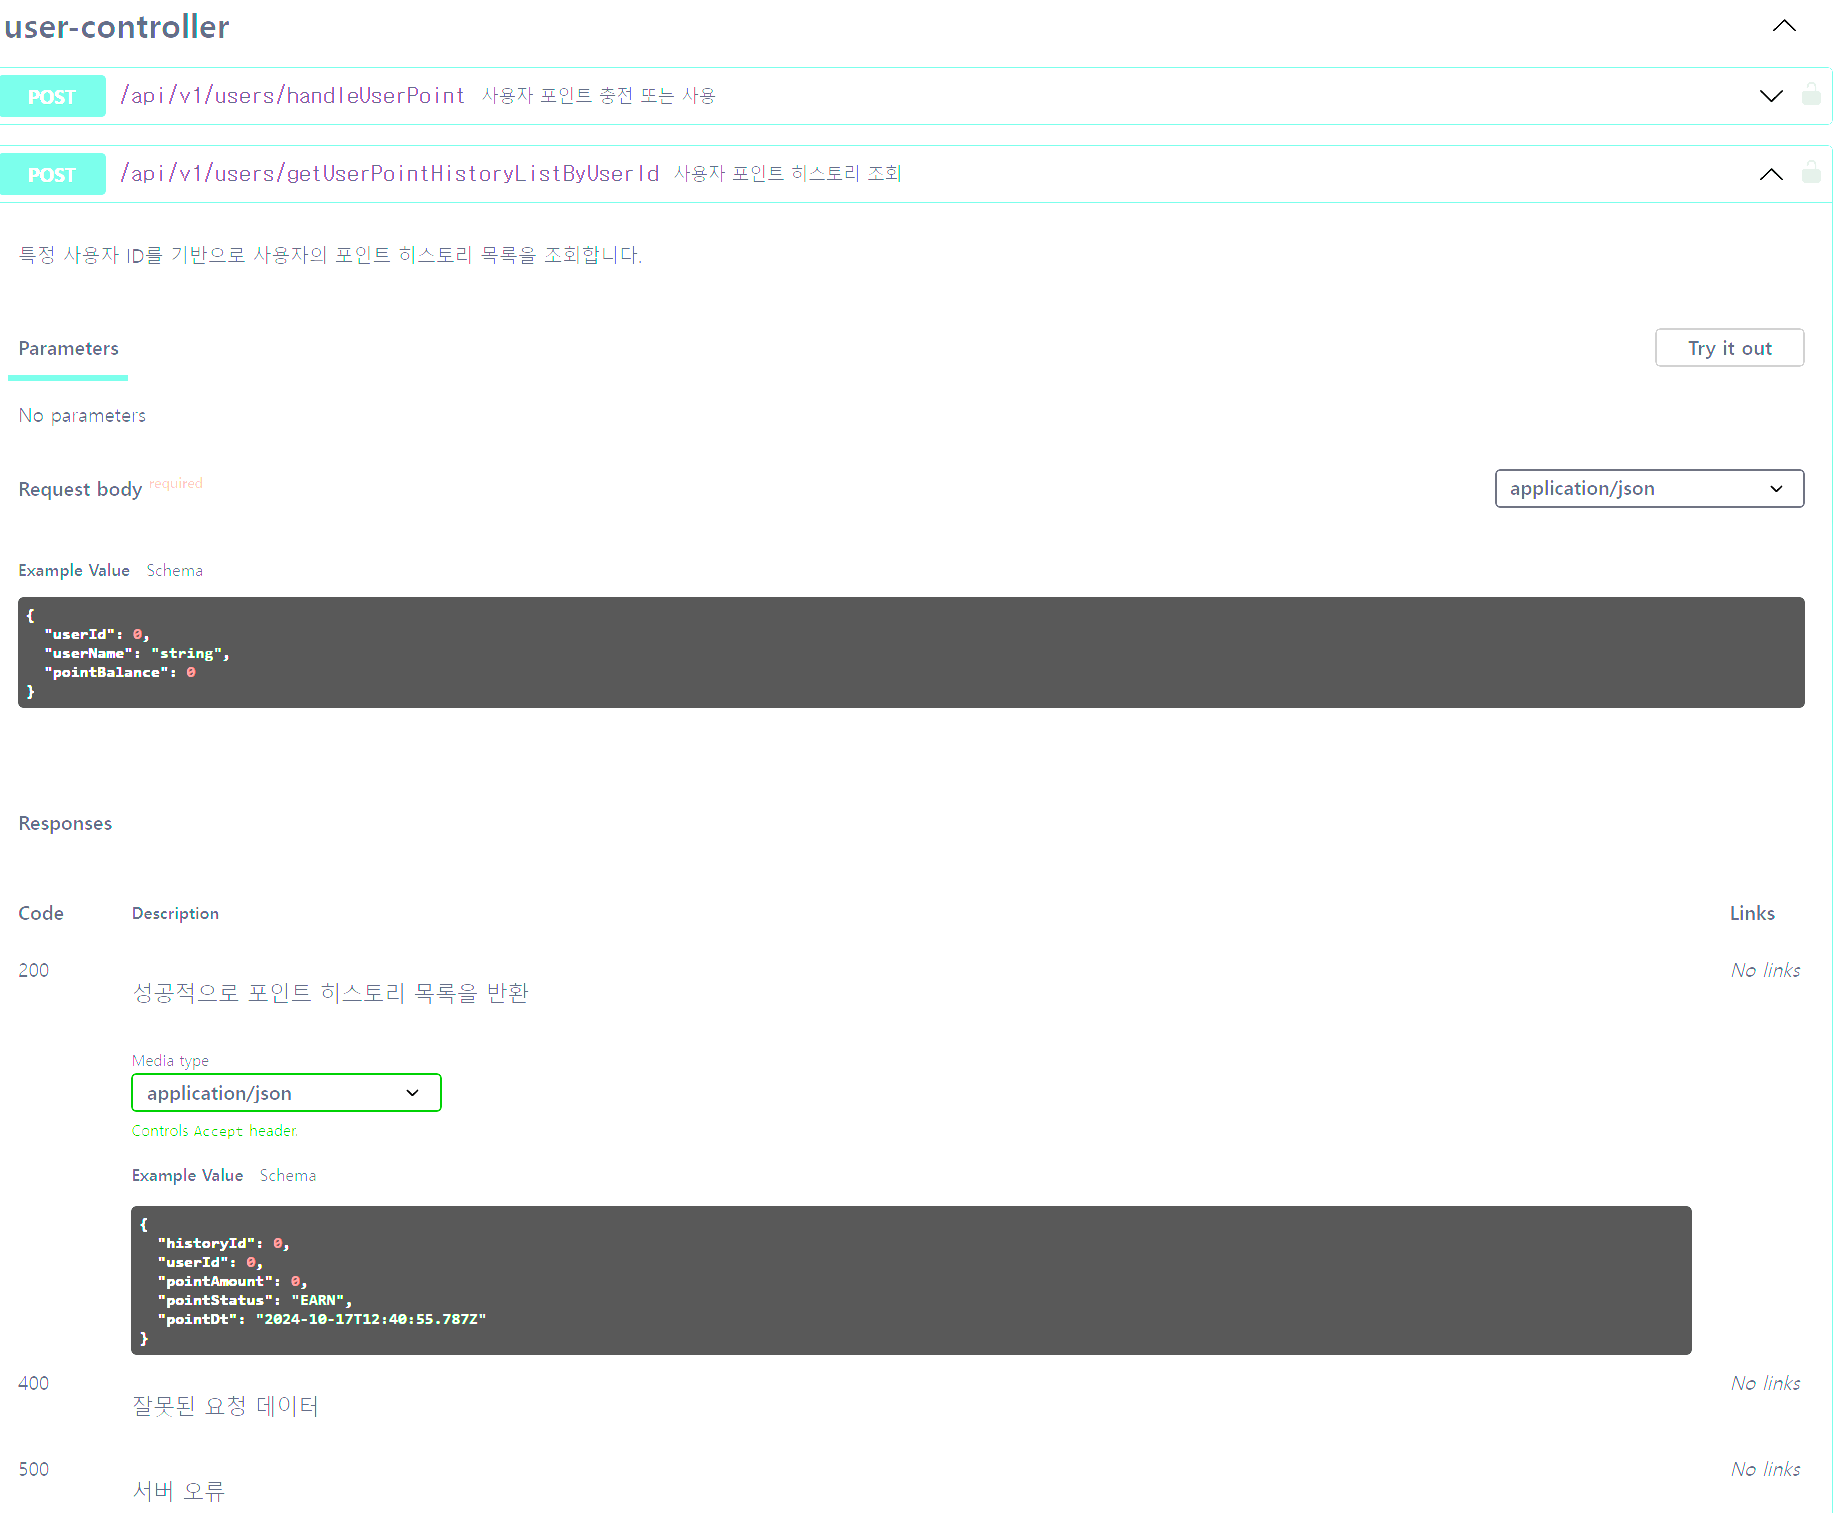 user-controller
POST /api/v1/users/handleUserPoint 사용자 포인트 충전 또는 사용
POST /api/v1/users/getUserPointHistoryListByUserId 사용자 포인트 히스토리 조회
특정 사용자 ID를 기반으로 사용자의 포인트 히스토리 목록을 조회합니다.
Parameters
Try it out
No parameters
Request body required
application/json
Example Value Schema
{
"userId": 0,
"userName": "string",
"pointBalance": 0
}
Responses
Code Description Links
200 No links
성공적으로 포인트 히스토리 목록을 반환
Media type
application/json
Controls Accept header.
Example Value Schema
{
"historyId": 0,
"userId": 0,
"pointAmount": 0,
"pointStatus": "EARN",
"pointDt": "2024-10-17T12:40:55.787Z"
}
400 No links
잘못된 요청 데이터
500 No links
서버 오류